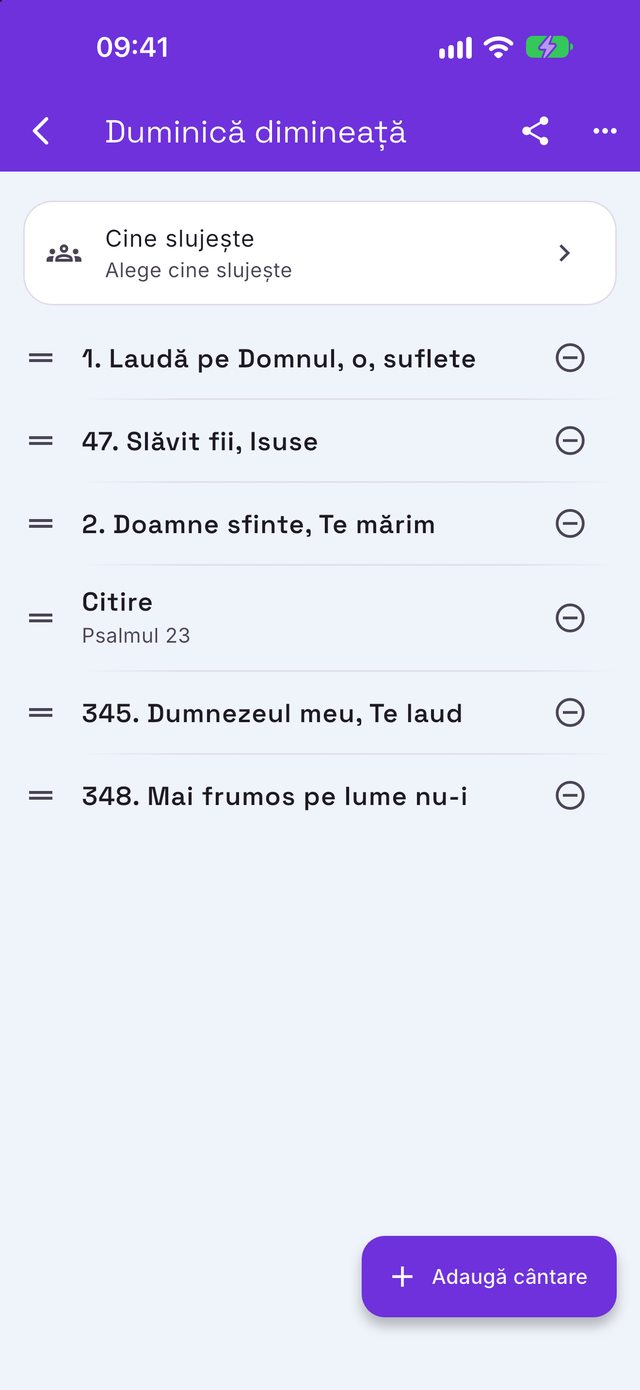 09:41
Duminică dimineață
Cine slujește
Alege cine slujește
1. Laudă pe Domnul, o, suflete
47. Slăvit fii, Isuse
2. Doamne sfinte, Te mărim
Citire
Psalmul 23
345. Dumnezeul meu, Te laud
348. Mai frumos pe lume nu-i
Adaugă cântare